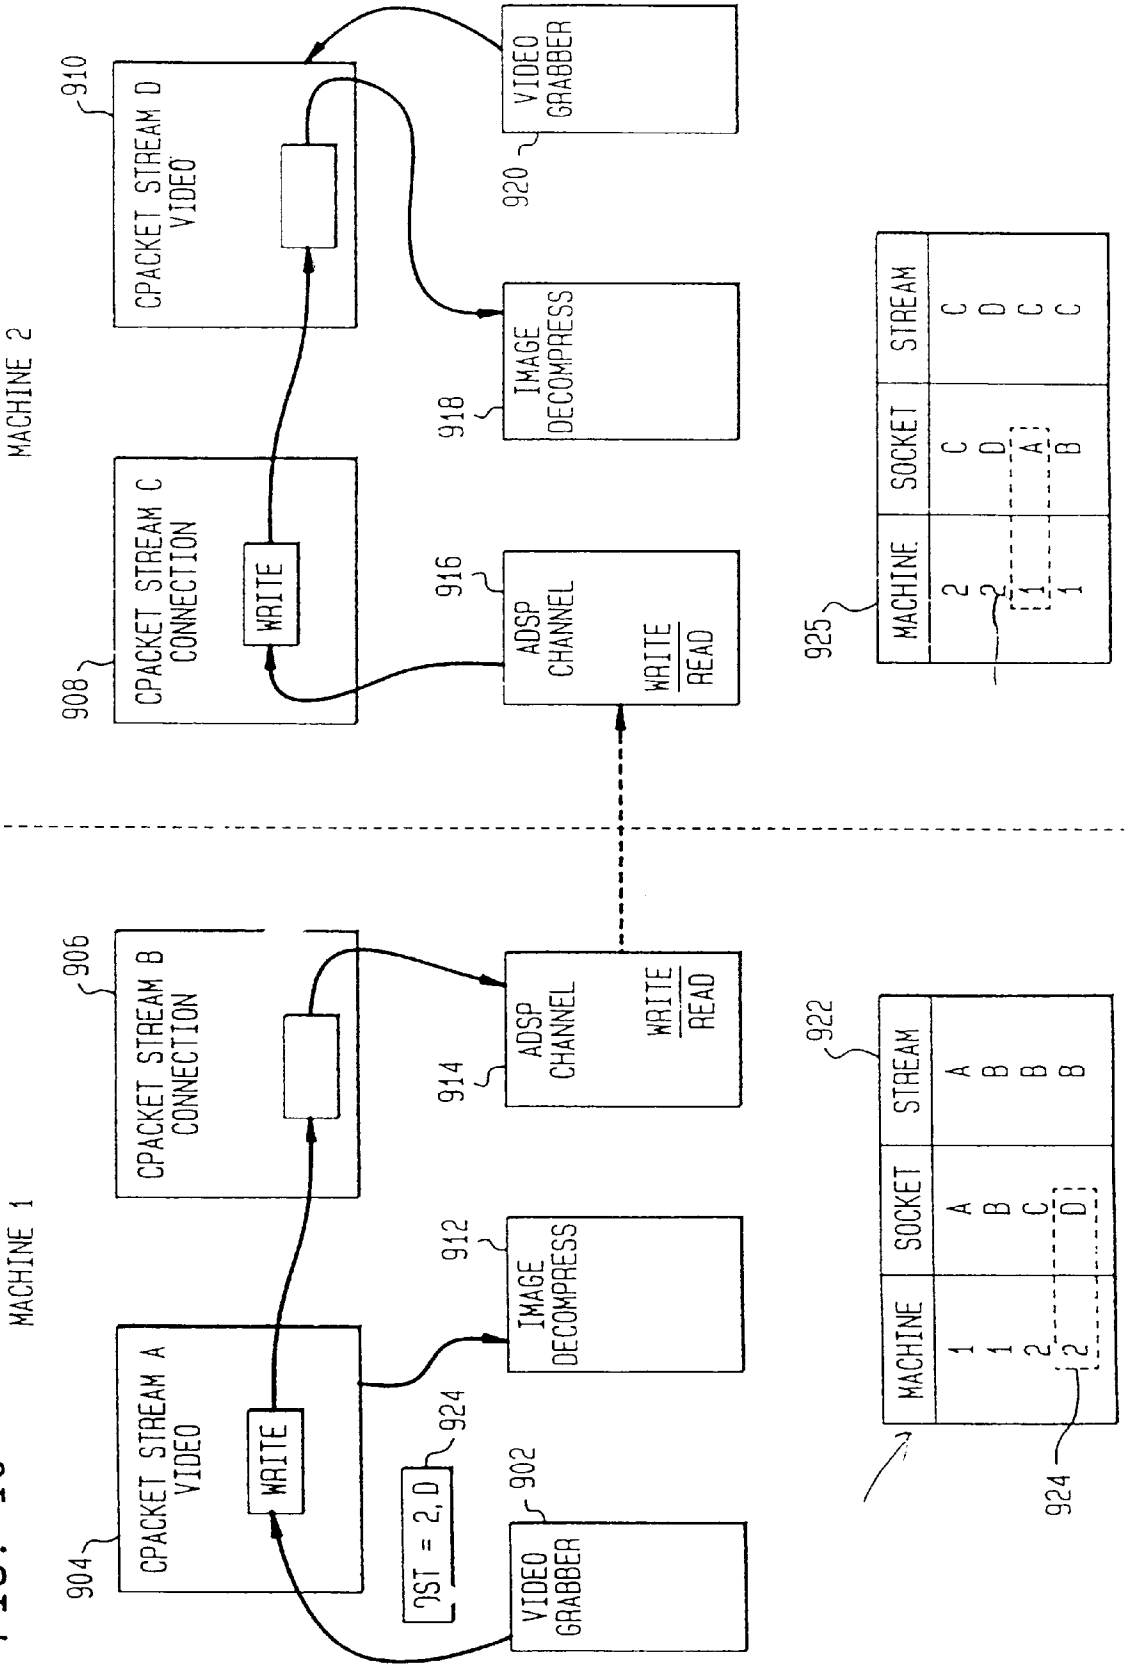 MACHINE 1
MACHINE 2
904
CPACKET STREAM A
VIDEO
WRITE
906
CPACKET STREAM B
CONNECTION
908
CPACKET STREAM C
CONNECTION
WRITE
910
CPACKET STREAM D
VIDEO
DST = 2, D
924
902
VIDEO
GRABBER
912
IMAGE
DECOMPRESS
914
ADSP
CHANNEL
WRITE
READ
916
ADSP
CHANNEL
WRITE
READ
918
IMAGE
DECOMPRESS
920
VIDEO
GRABBER
922
MACHINE SOCKET STREAM
1 A A
1 B B
2 C B
2 D B
924
925
MACHINE SOCKET STREAM
2 C C
2 D D
1 A C
1 B C